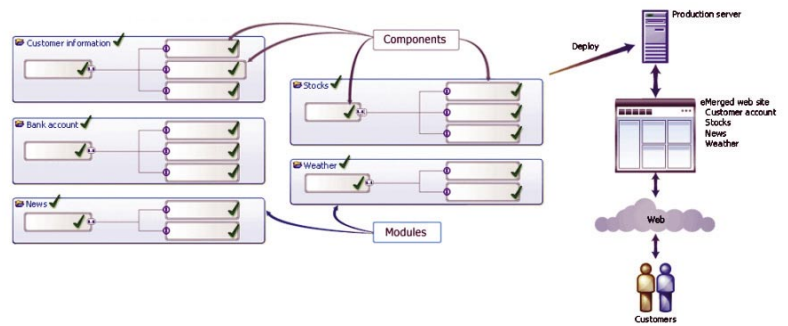 Customer information
Components
Production server
Deploy
Stocks
eMerged web site
Customer account
Stocks
News
Weather
Bank account
Weather
News
Modules
Web
Customers